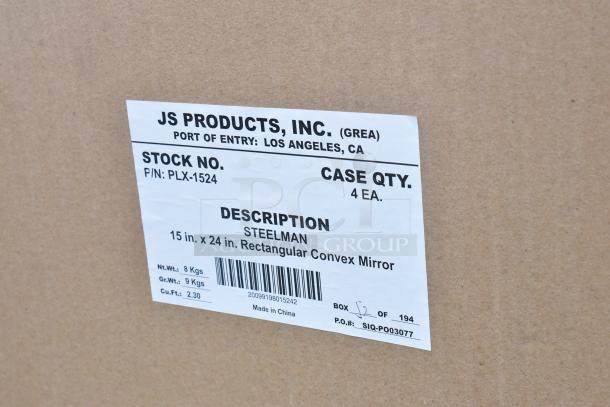 JS PRODUCTS, INC. (GREA)
PORT OF ENTRY: LOS ANGELES, CA
STOCK NO. CASE QTY.
P/N: PLX-1524 4 EA.
DESCRIPTION
STEELMAN
15 in. x 24 in. Rectangular Convex Mirror
Nt.Wt.: 8 Kgs
Gr.Wt.: 9 Kgs
Cu.Ft.: 2.30
20099198015242
Made in China
BOX 52 OF 194
P.O.#: SIQ-PO03077
PCI
GROUP